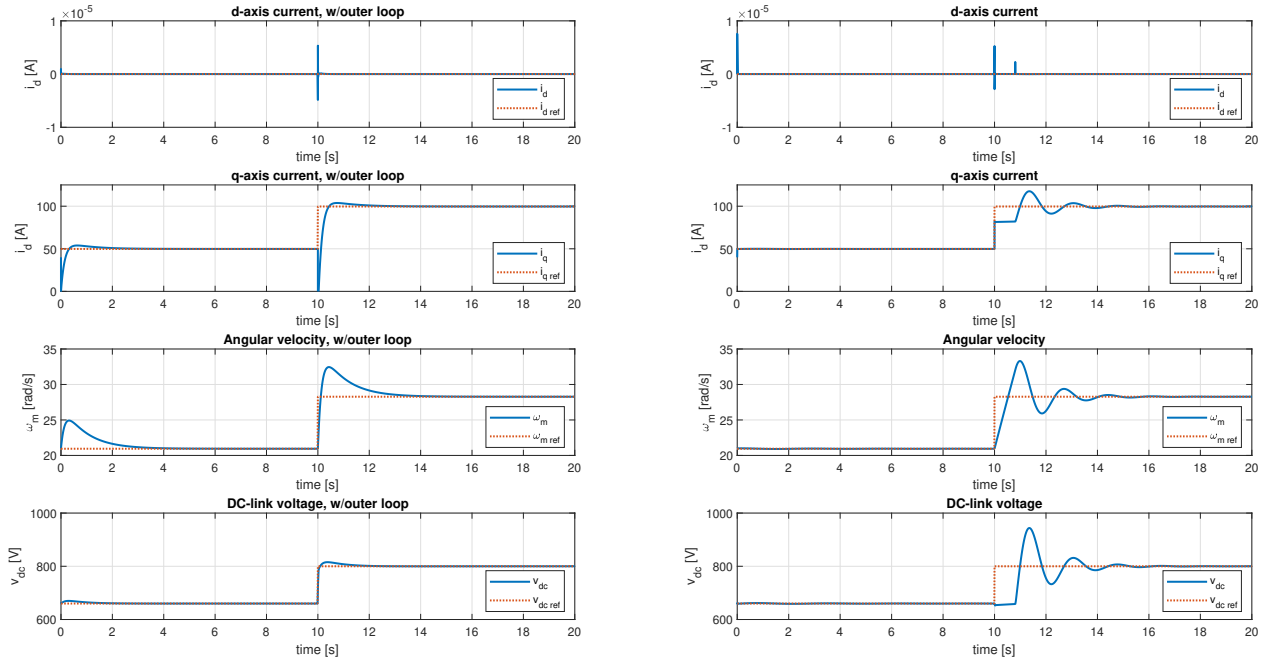 d-axis current, w/outer loop
×10⁻⁵
1
0
-1
i_d [A]
i_d
i_d ref
0 2 4 6 8 10 12 14 16 18 20
time [s]
q-axis current, w/outer loop
100
50
0
i_d [A]
i_q
i_q ref
0 2 4 6 8 10 12 14 16 18 20
time [s]
Angular velocity, w/outer loop
35
30
25
20
ω_m [rad/s]
ω_m
ω_m ref
0 2 4 6 8 10 12 14 16 18 20
time [s]
DC-link voltage, w/outer loop
1000
800
600
v_dc [V]
v_dc
v_dc ref
0 2 4 6 8 10 12 14 16 18 20
time [s]
d-axis current
×10⁻⁵
1
0
-1
i_d [A]
i_d
i_d ref
0 2 4 6 8 10 12 14 16 18 20
time [s]
q-axis current
100
50
0
i_d [A]
i_q
i_q ref
0 2 4 6 8 10 12 14 16 18 20
time [s]
Angular velocity
35
30
25
20
ω_m [rad/s]
ω_m
ω_m ref
0 2 4 6 8 10 12 14 16 18 20
time [s]
DC-link voltage
1000
800
600
v_dc [V]
v_dc
v_dc ref
0 2 4 6 8 10 12 14 16 18 20
time [s]